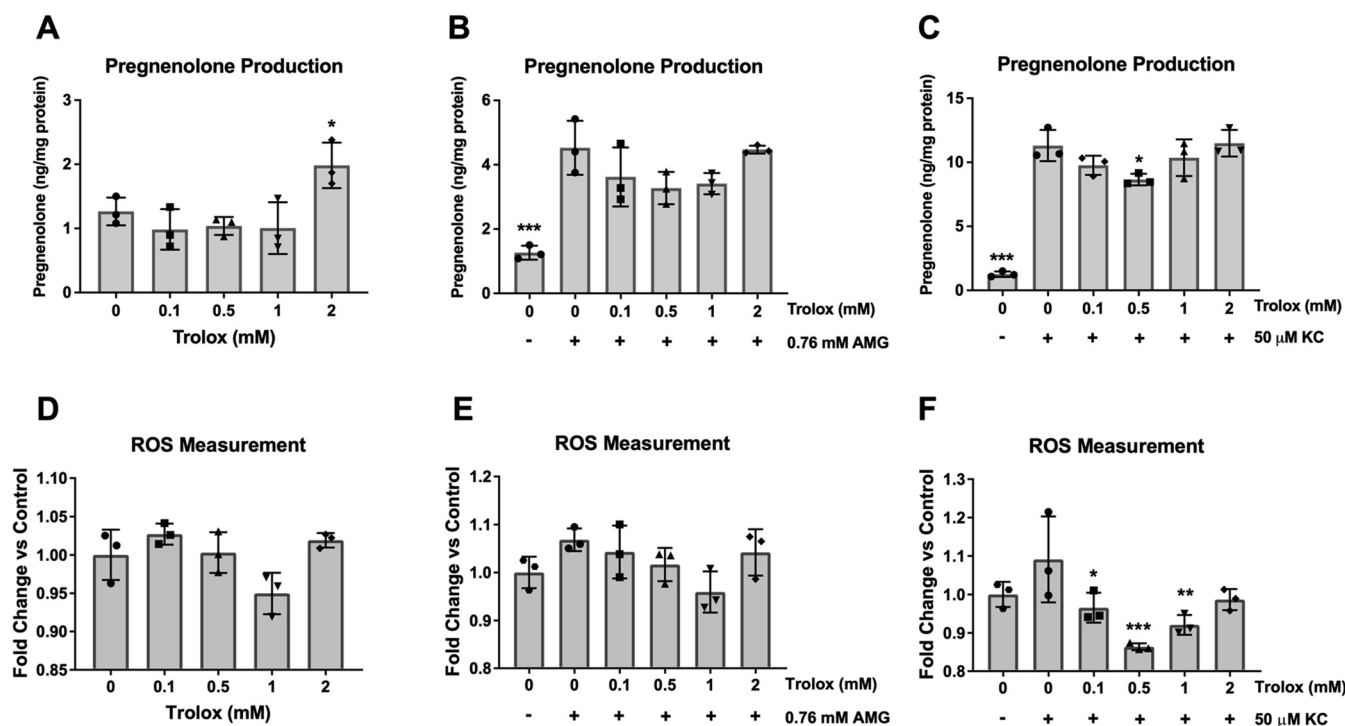 A
Pregnenolone Production
Pregnenolone (ng/mg protein)
3
2
1
0
*
0 0.1 0.5 1 2
Trolox (mM)
B
Pregnenolone Production
Pregnenolone (ng/mg protein)
6
4
2
0
***
0 0 0.1 0.5 1 2 Trolox (mM)
- + + + + + 0.76 mM AMG
C
Pregnenolone Production
Pregnenolone (ng/mg protein)
15
10
5
0
***
*
0 0 0.1 0.5 1 2 Trolox (mM)
- + + + + + 50 μM KC
D
ROS Measurement
Fold Change vs Control
1.10
1.05
1.00
0.95
0.90
0.85
0 0.1 0.5 1 2
Trolox (mM)
E
ROS Measurement
Fold Change vs Control
1.2
1.1
1.0
0.9
0.8
0 0 0.1 0.5 1 2 Trolox (mM)
- + + + + + 0.76 mM AMG
F
ROS Measurement
Fold Change vs Control
1.3
1.2
1.1
1.0
0.9
0.8
*
***
**
0 0 0.1 0.5 1 2 Trolox (mM)
- + + + + + 50 μM KC